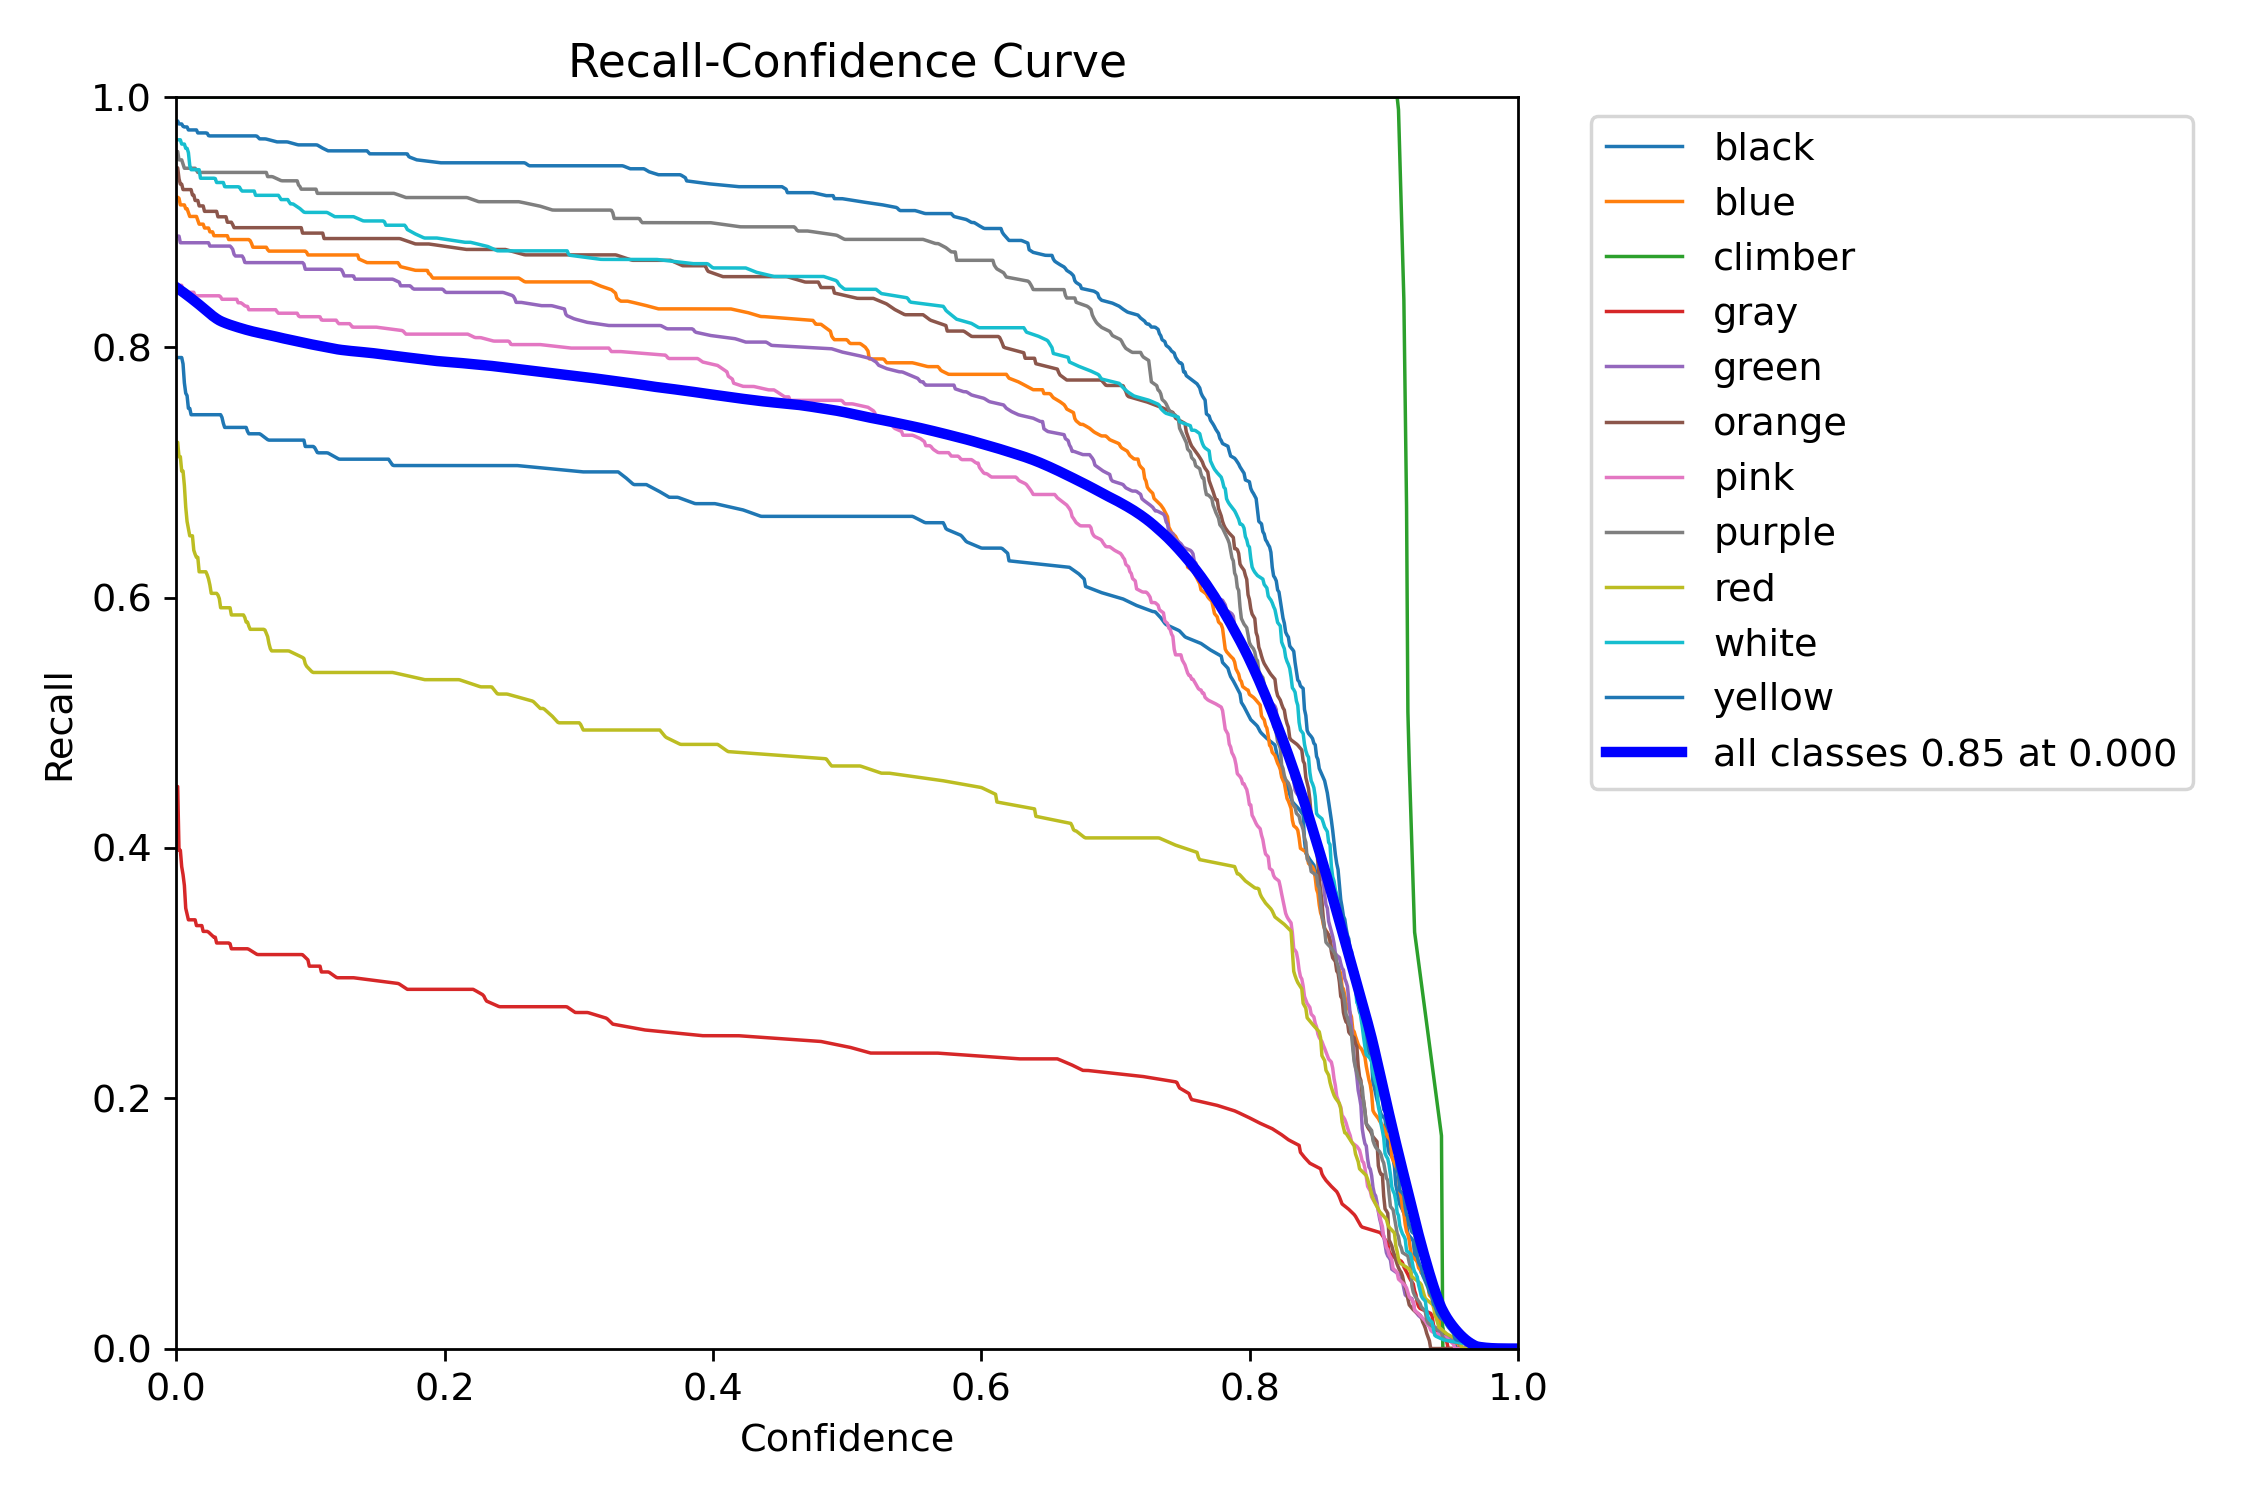 Recall-Confidence Curve
1.0
0.8
0.6
0.4
0.2
0.0
Recall
0.0 0.2 0.4 0.6 0.8 1.0
Confidence
black
blue
climber
gray
green
orange
pink
purple
red
white
yellow
all classes 0.85 at 0.000